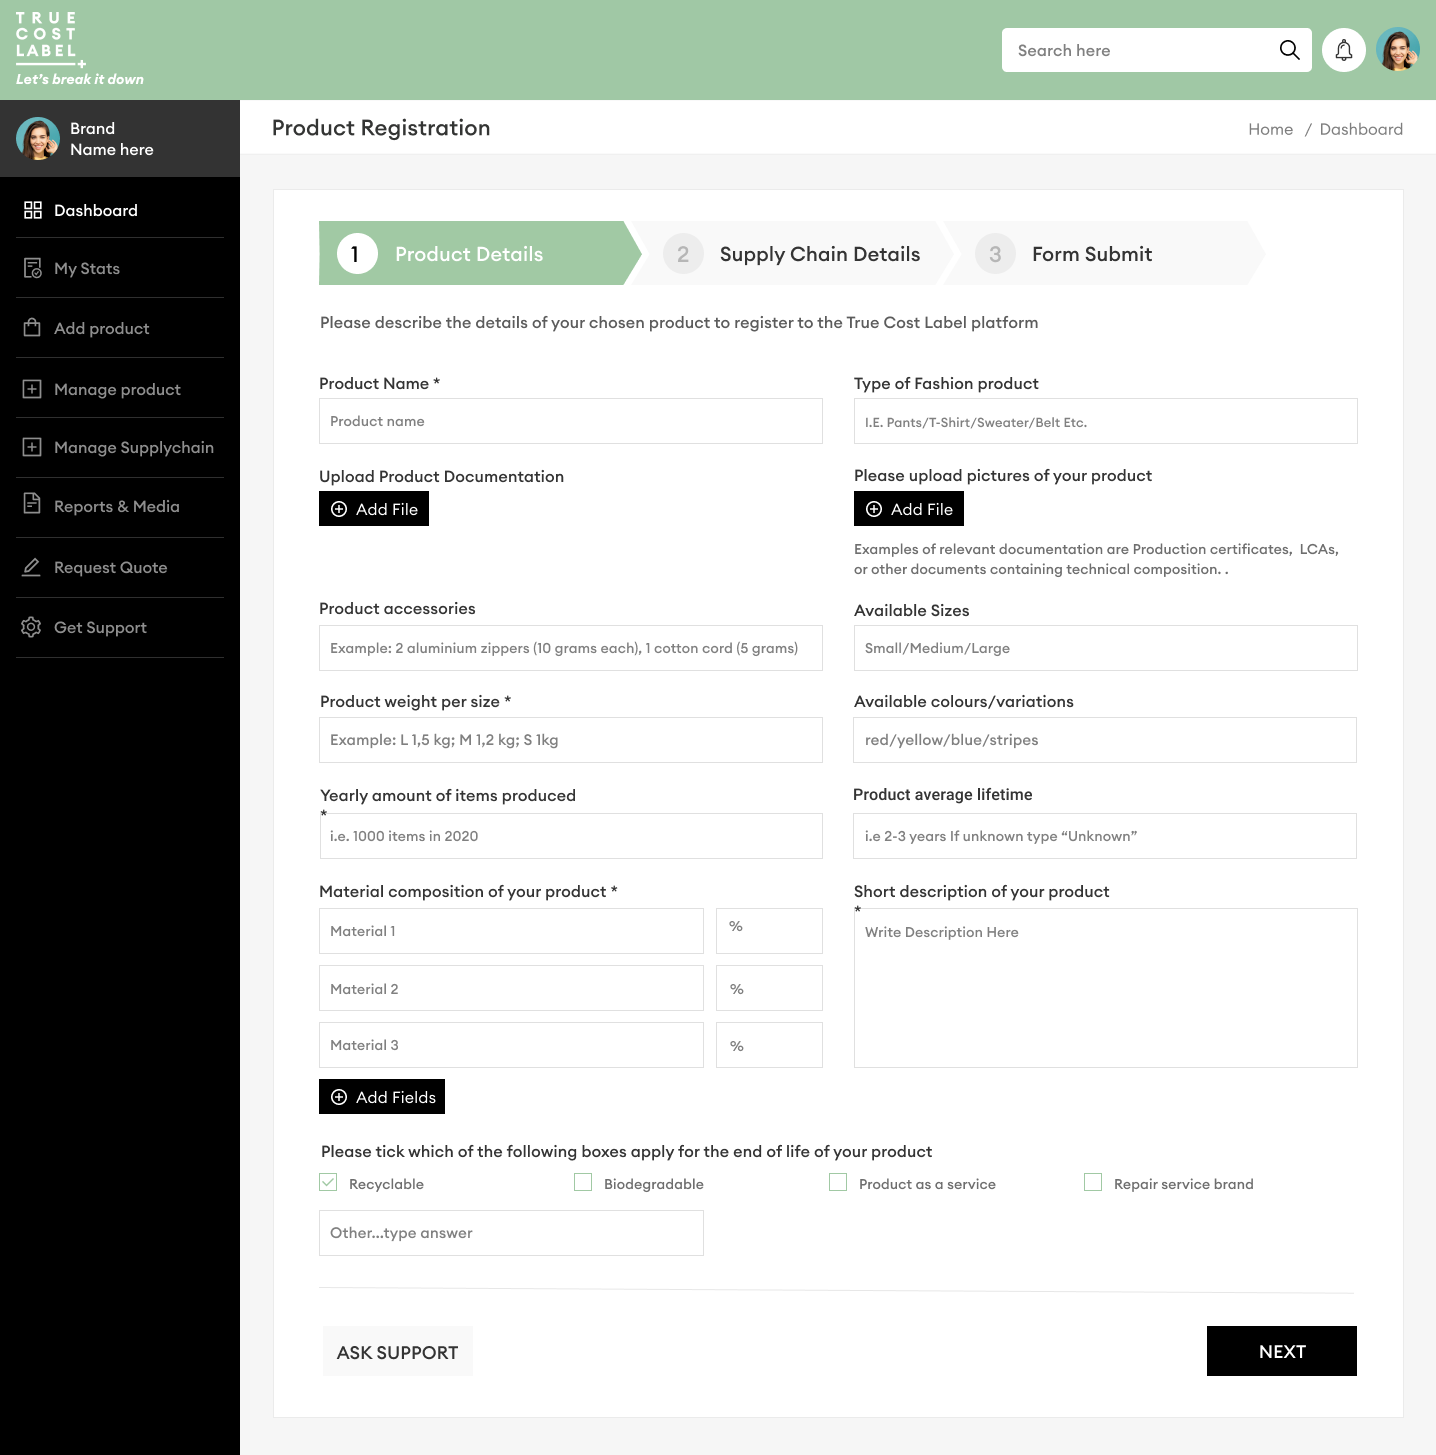 TRUE
COST
LABEL
Let's break it down
Search here
Brand
Name here
Product Registration
Home / Dashboard
Dashboard
My Stats
Add product
Manage product
Manage Supplychain
Reports & Media
Request Quote
Get Support
1 Product Details
2 Supply Chain Details
3 Form Submit
Please describe the details of your chosen product to register to the True Cost Label platform
Product Name *
Product name
Type of Fashion product
I.E. Pants/T-Shirt/Sweater/Belt Etc.
Upload Product Documentation
Add File
Please upload pictures of your product
Add File
Examples of relevant documentation are Production certificates, LCAs,
or other documents containing technical composition. .
Product accessories
Example: 2 aluminium zippers (10 grams each), 1 cotton cord (5 grams)
Available Sizes
Small/Medium/Large
Product weight per size *
Example: L 1,5 kg; M 1,2 kg; S 1kg
Available colours/variations
red/yellow/blue/stripes
Yearly amount of items produced
*
i.e. 1000 items in 2020
Product average lifetime
i.e 2-3 years If unknown type “Unknown”
Material composition of your product *
Material 1
%
Material 2
%
Material 3
%
Add Fields
Short description of your product
*
Write Description Here
Please tick which of the following boxes apply for the end of life of your product
Recyclable
Biodegradable
Product as a service
Repair service brand
Other...type answer
ASK SUPPORT
NEXT